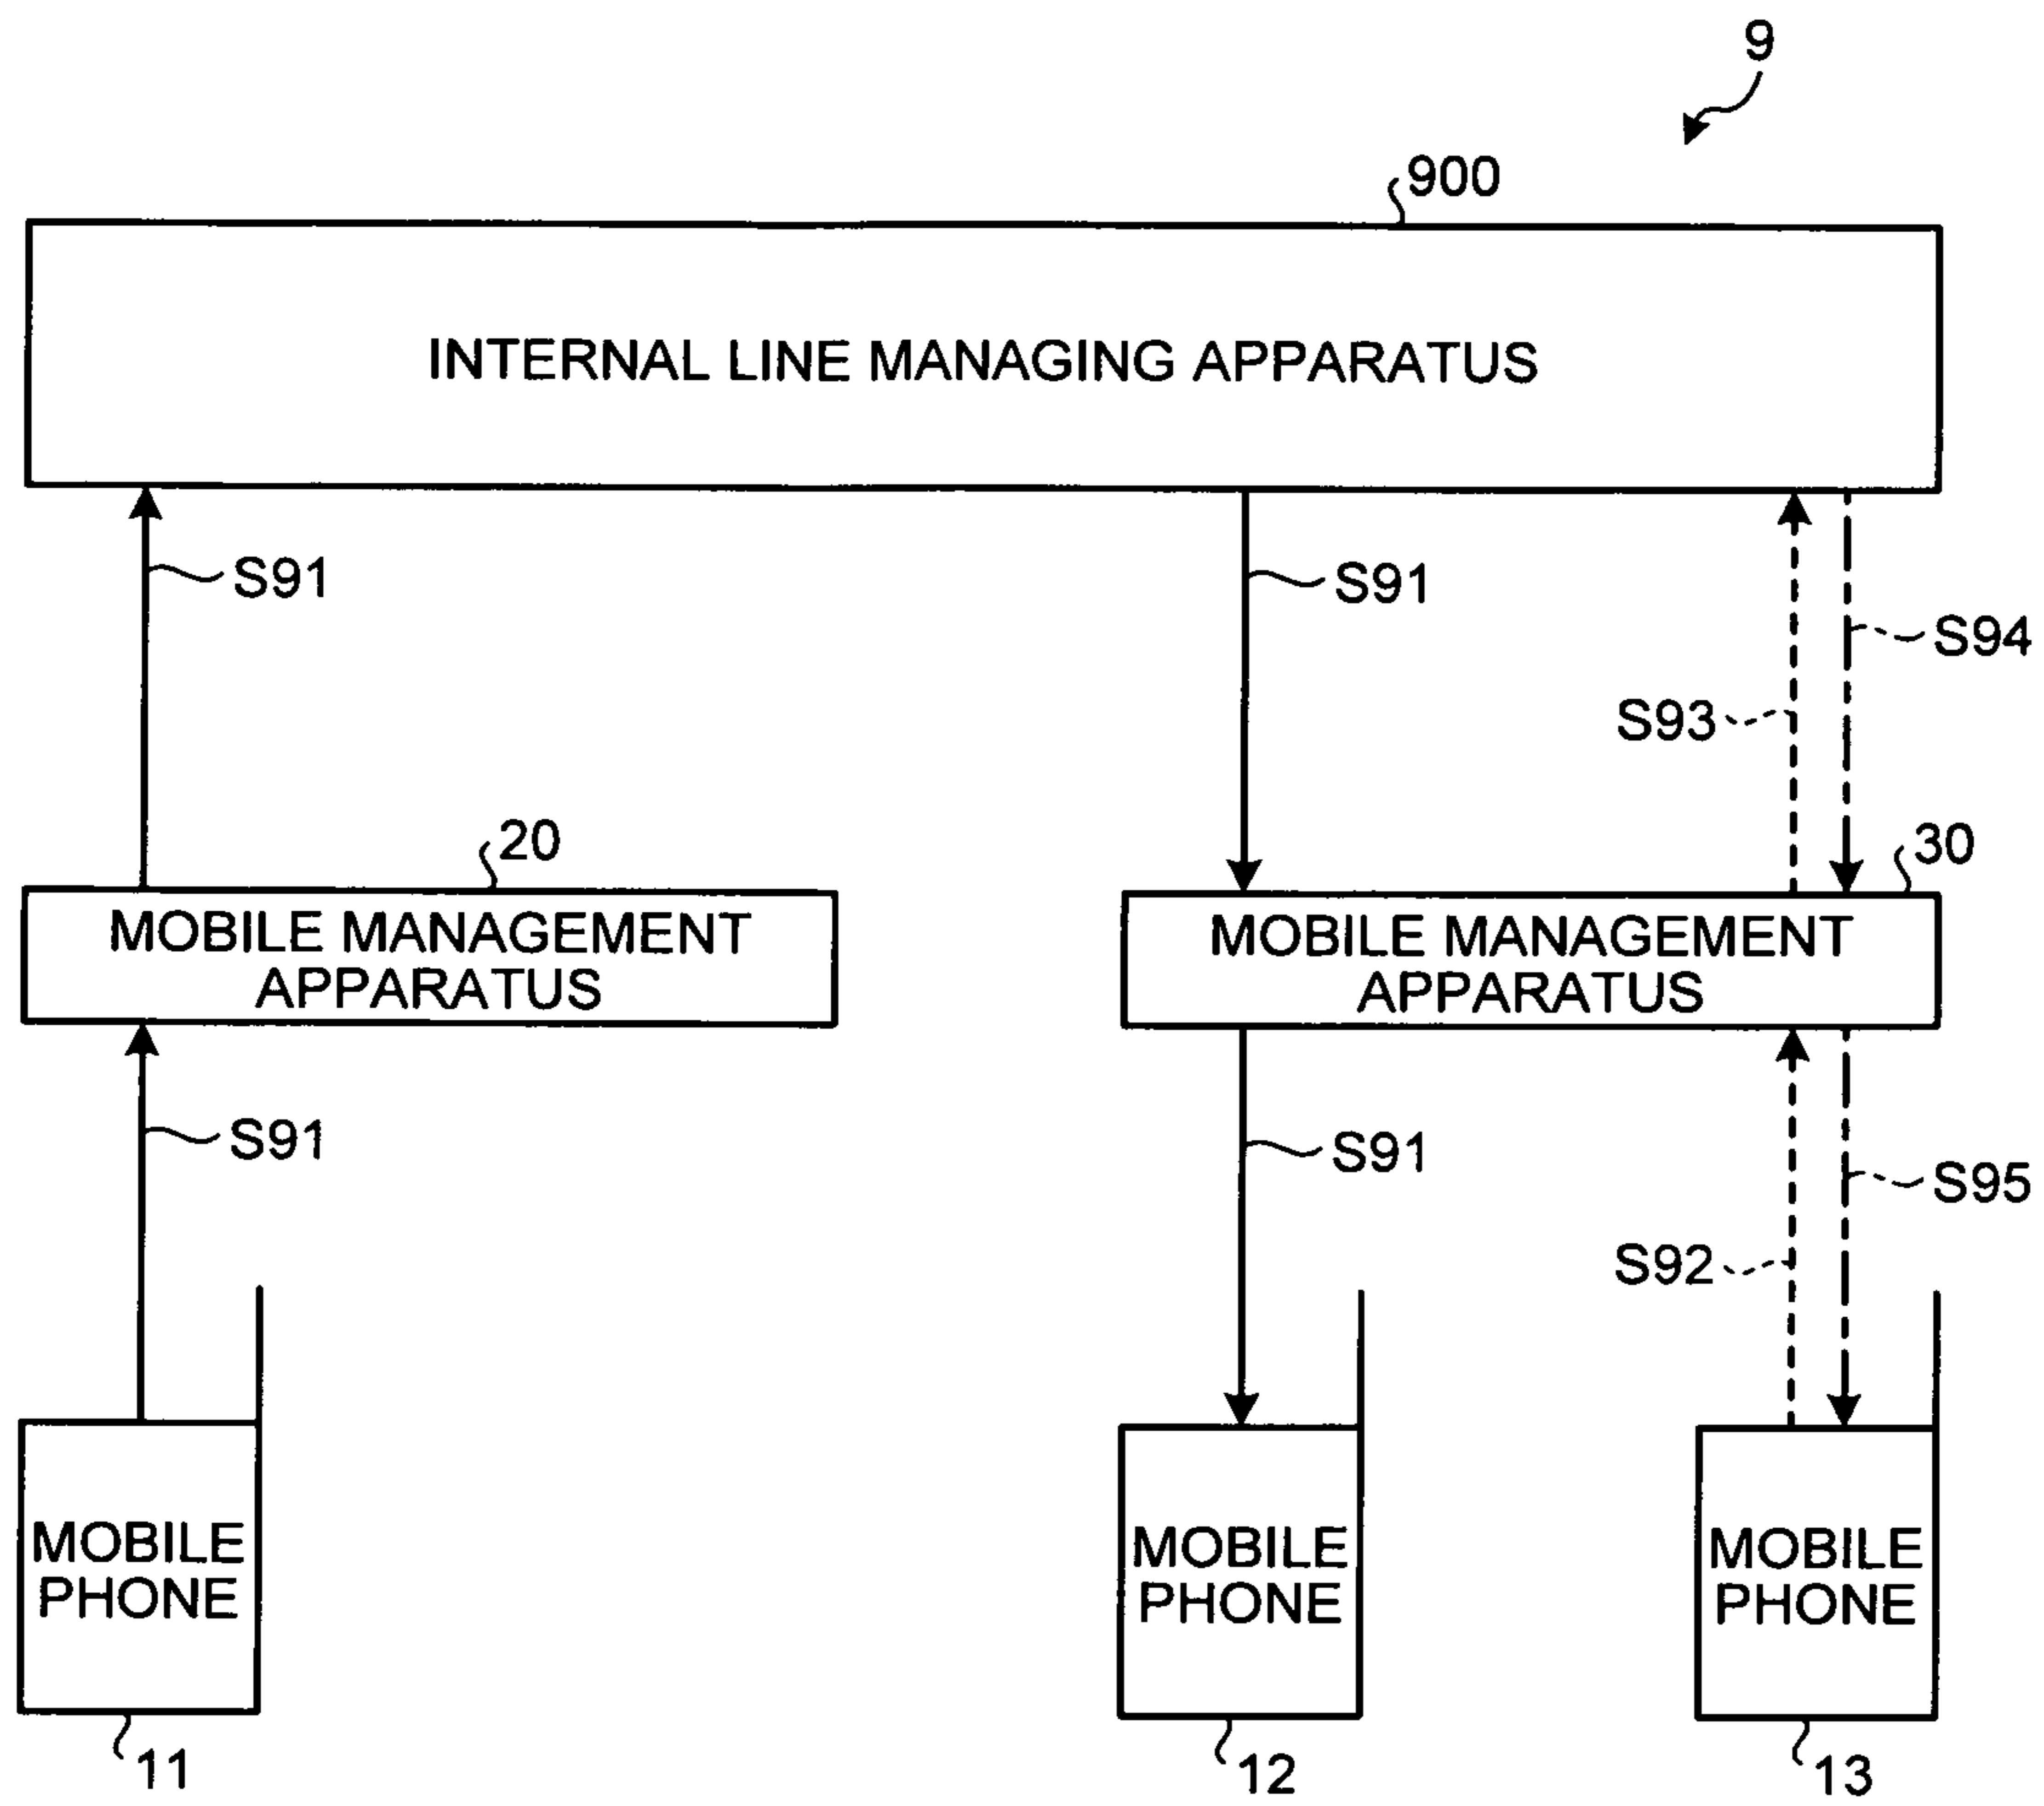 9
900
INTERNAL LINE MANAGING APPARATUS
S91
S91
S94
S93
20
30
MOBILE MANAGEMENT
APPARATUS
MOBILE MANAGEMENT
APPARATUS
S91
S91
S95
S92
MOBILE
PHONE
MOBILE
PHONE
MOBILE
PHONE
11
12
13